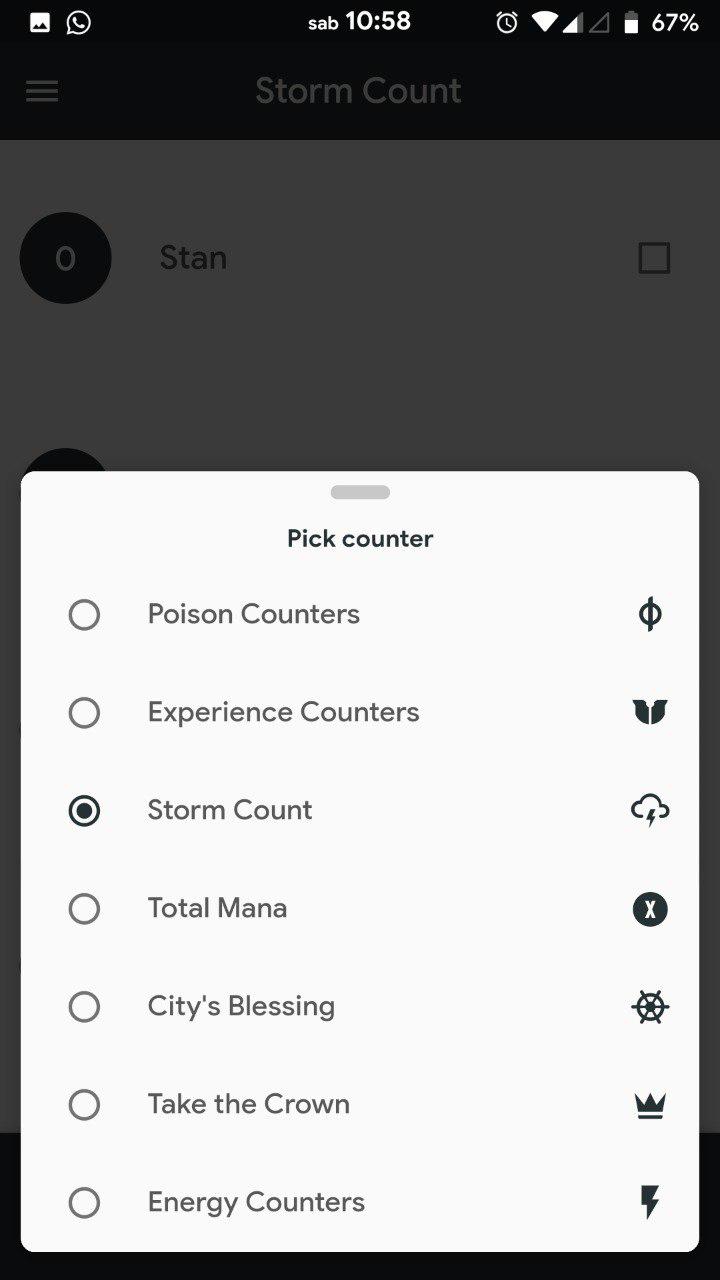 sab 10:58
67%
Storm Count
0
Stan
Pick counter
Poison Counters
Experience Counters
Storm Count
Total Mana
X
City's Blessing
Take the Crown
Energy Counters